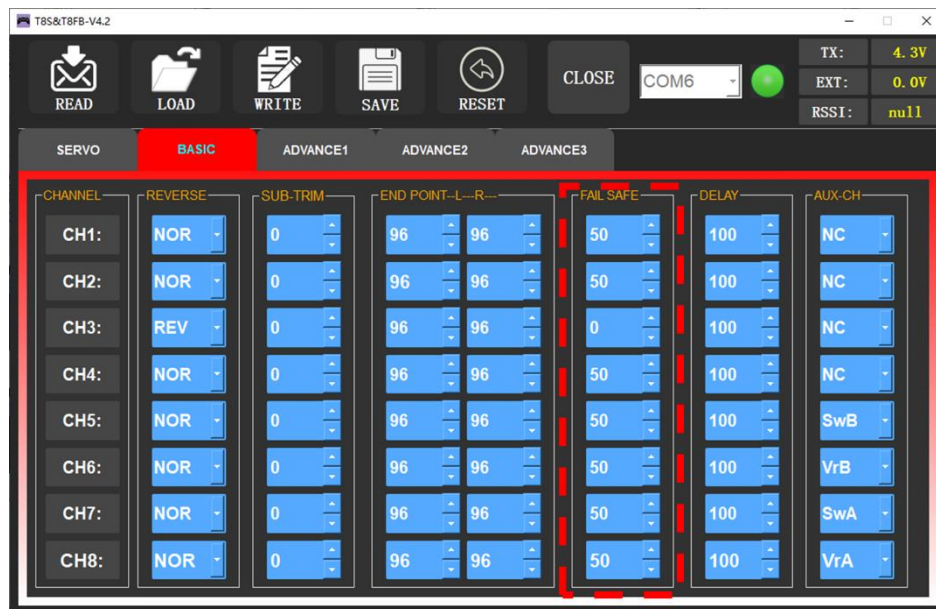 T8S&T8FB-V4.2
READ LOAD WRITE SAVE RESET CLOSE COM6
TX: 4.3V
EXT: 0.0V
RSSI: null
SERVO BASIC ADVANCE1 ADVANCE2 ADVANCE3
CHANNEL REVERSE SUB-TRIM END POINT--L---R--- FAIL SAFE DELAY AUX-CH
CH1: NOR 0 96 96 50 100 NC
CH2: NOR 0 96 96 50 100 NC
CH3: REV 0 96 96 0 100 NC
CH4: NOR 0 96 96 50 100 NC
CH5: NOR 0 96 96 50 100 SwB
CH6: NOR 0 96 96 50 100 VrB
CH7: NOR 0 96 96 50 100 SwA
CH8: NOR 0 96 96 50 100 VrA